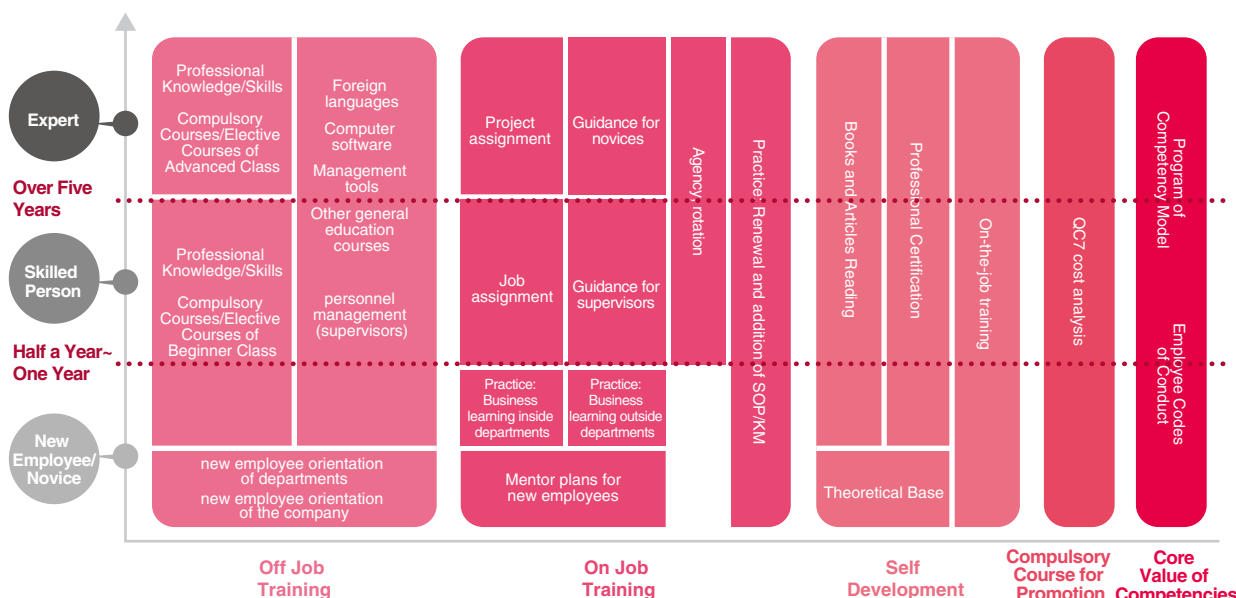 Expert
Over Five
Years
Skilled
Person
Half a Year~
One Year
New
Employee/
Novice
Professional
Knowledge/Skills
Compulsory
Courses/Elective
Courses of
Advanced Class
Professional
Knowledge/Skills
Compulsory
Courses/Elective
Courses of
Beginner Class
Foreign
languages
Computer
software
Management
tools
Other general
education
courses
personnel
management
(supervisors)
new employee orientation
of departments
new employee orientation
of the company
Project
assignment
Guidance for
novices
Job
assignment
Guidance for
supervisors
Practice:
Business
learning inside
departments
Practice:
Business
learning outside
departments
Mentor plans for
new employees
Agency, rotation
Practice: Renewal and addition of SOP/KM
Books and Articles Reading
Professional Certification
Theoretical Base
On-the-job training
QC7 cost analysis
Program of
Competency Model
Employee Codes
of Conduct
Off Job
Training
On Job
Training
Self
Development
Compulsory
Course for
Promotion
Core
Value of
Competencies